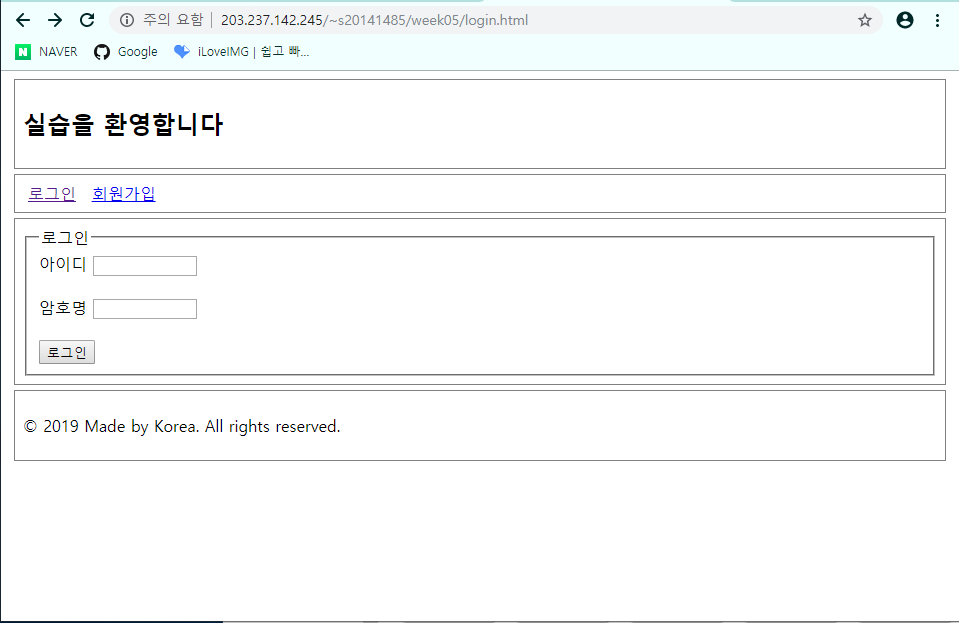 주의 요함 | 203.237.142.245/~s20141485/week05/login.html
N NAVER Google iLoveIMG | 쉽고 빠...
실습을 환영합니다
로그인 회원가입
로그인
아이디
암호명
로그인
© 2019 Made by Korea. All rights reserved.